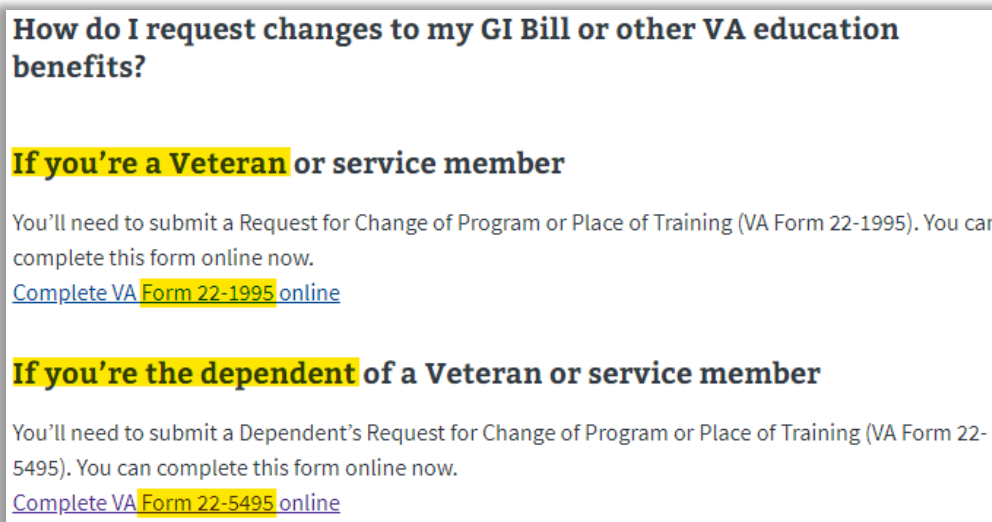 How do I request changes to my GI Bill or other VA education
benefits?
If you’re a Veteran or service member
You’ll need to submit a Request for Change of Program or Place of Training (VA Form 22-1995). You can
complete this form online now.
Complete VA Form 22-1995 online
If you’re the dependent of a Veteran or service member
You’ll need to submit a Dependent’s Request for Change of Program or Place of Training (VA Form 22-
5495). You can complete this form online now.
Complete VA Form 22-5495 online